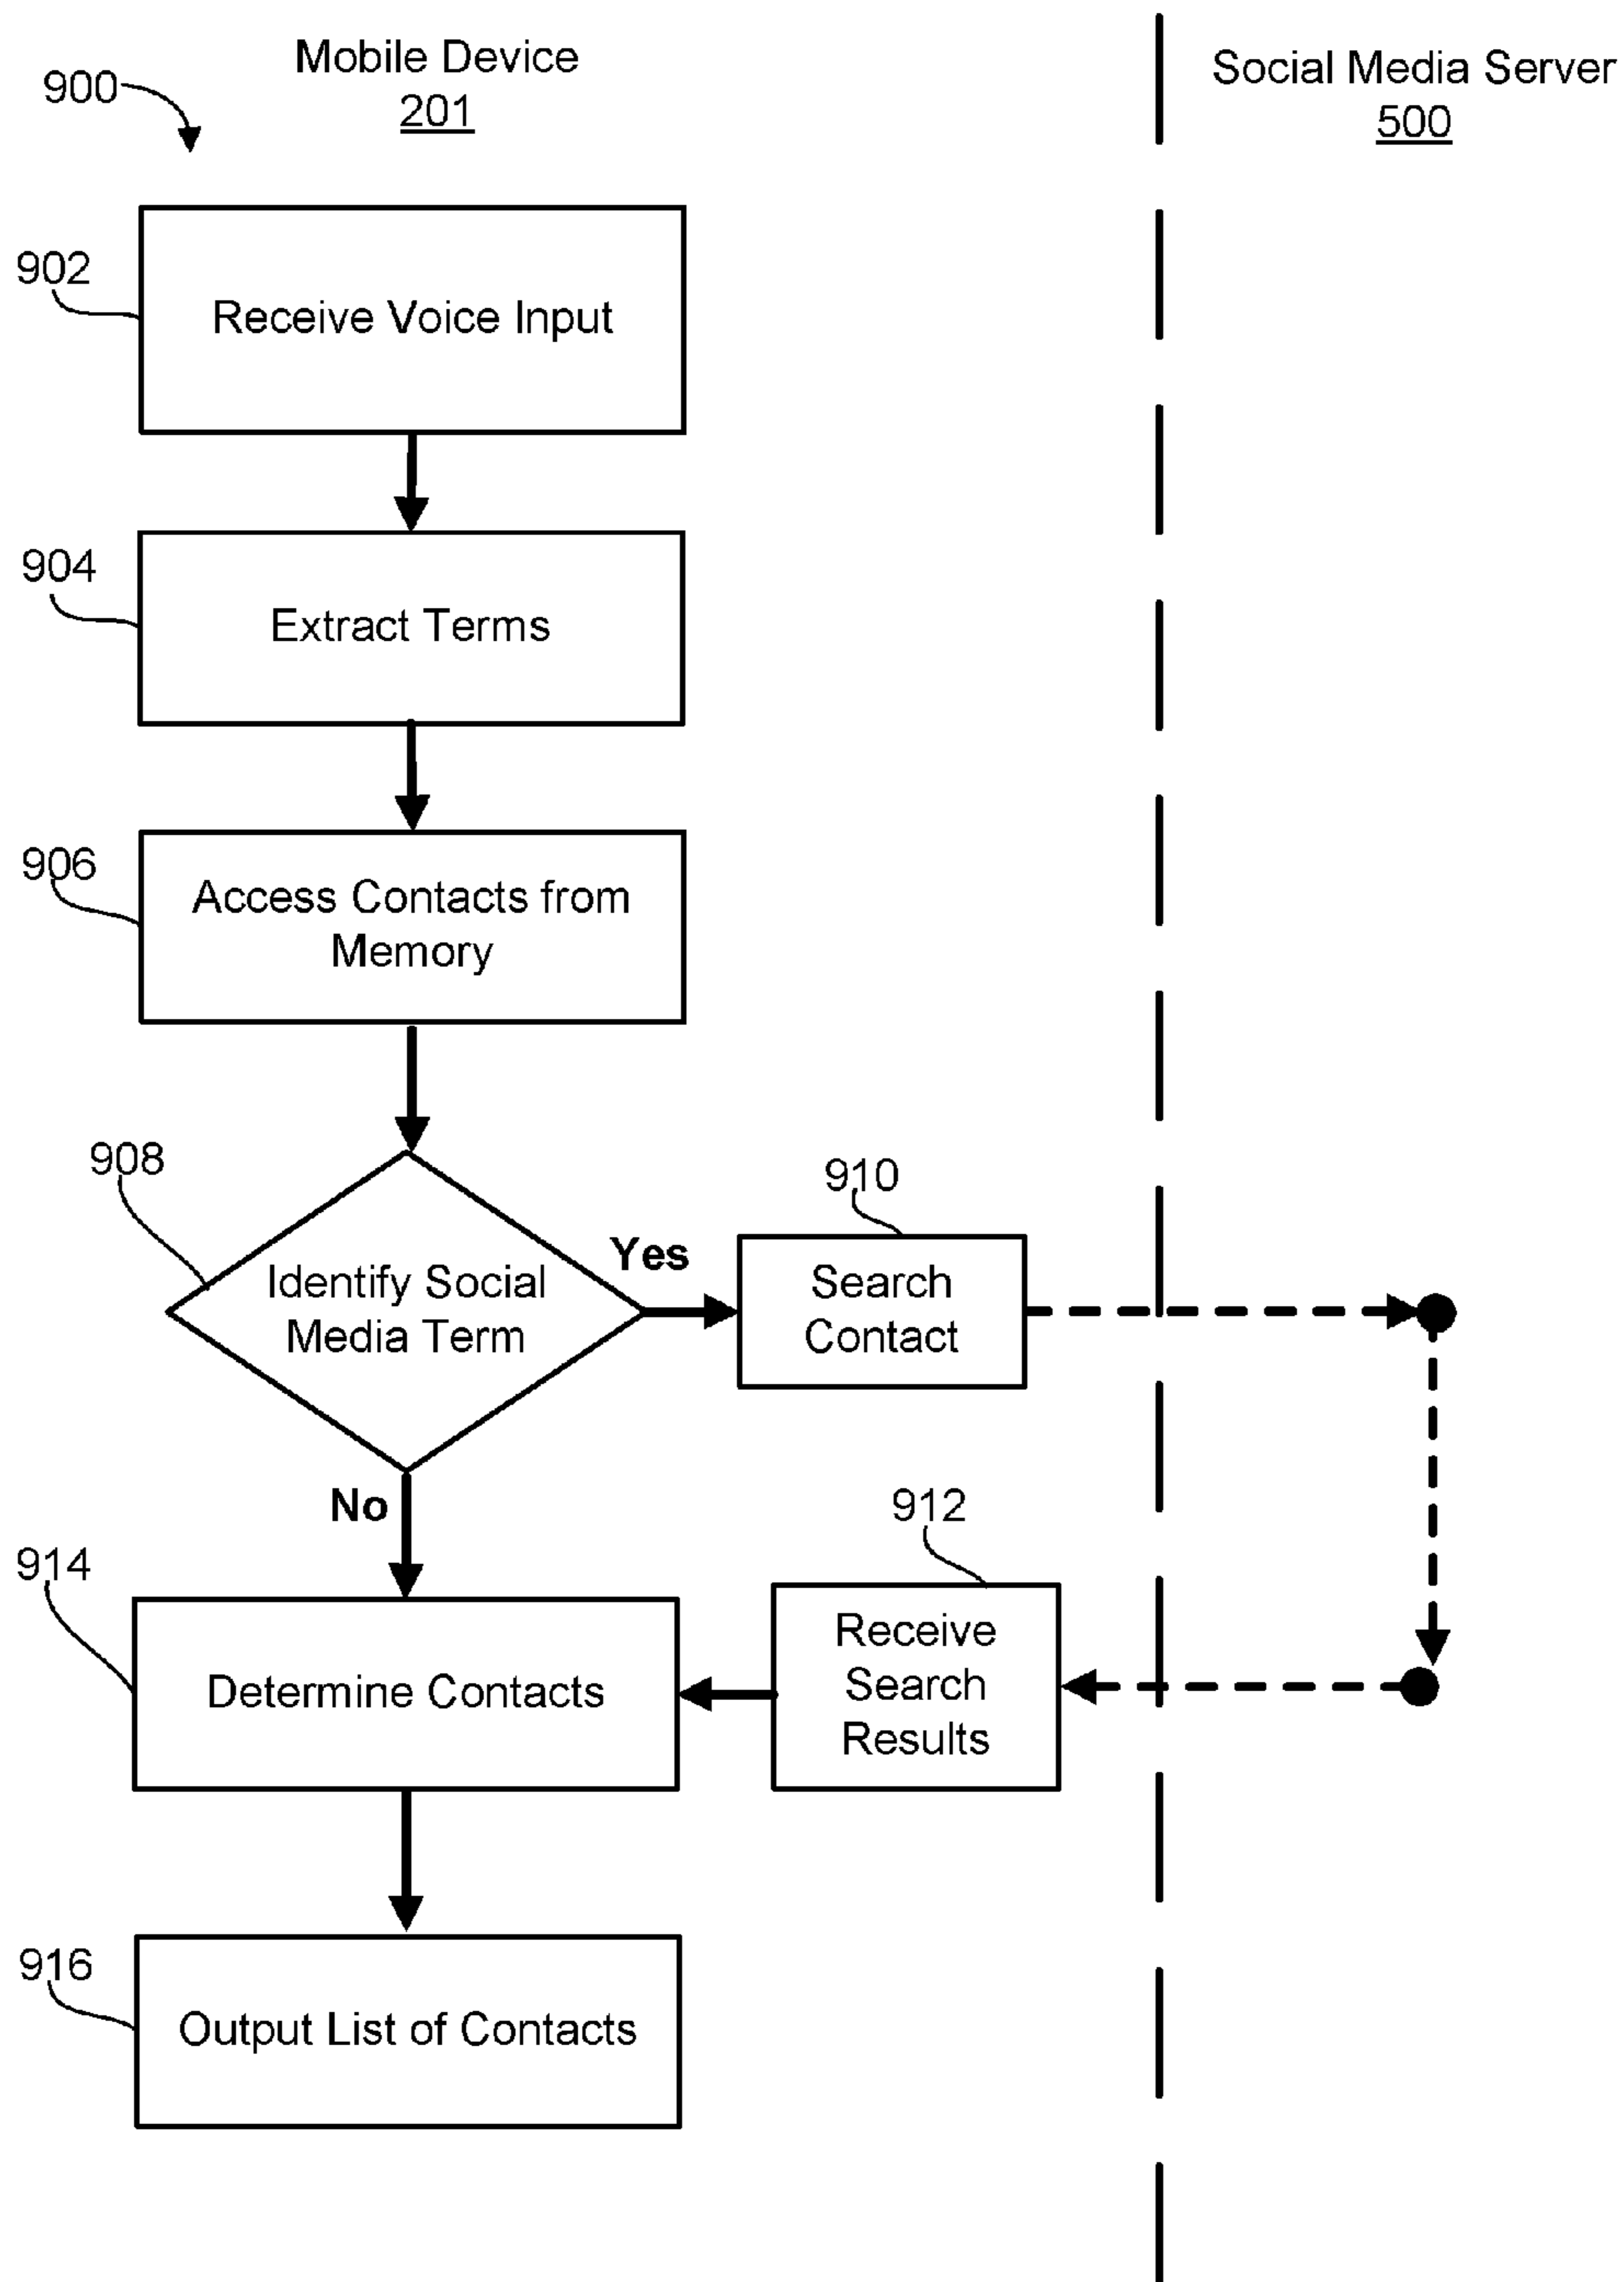 900
Mobile Device
201
Social Media Server
500
902
Receive Voice Input
904
Extract Terms
906
Access Contacts from
Memory
908
Identify Social
Media Term
Yes
910
Search
Contact
No
912
Receive
Search
Results
914
Determine Contacts
916
Output List of Contacts